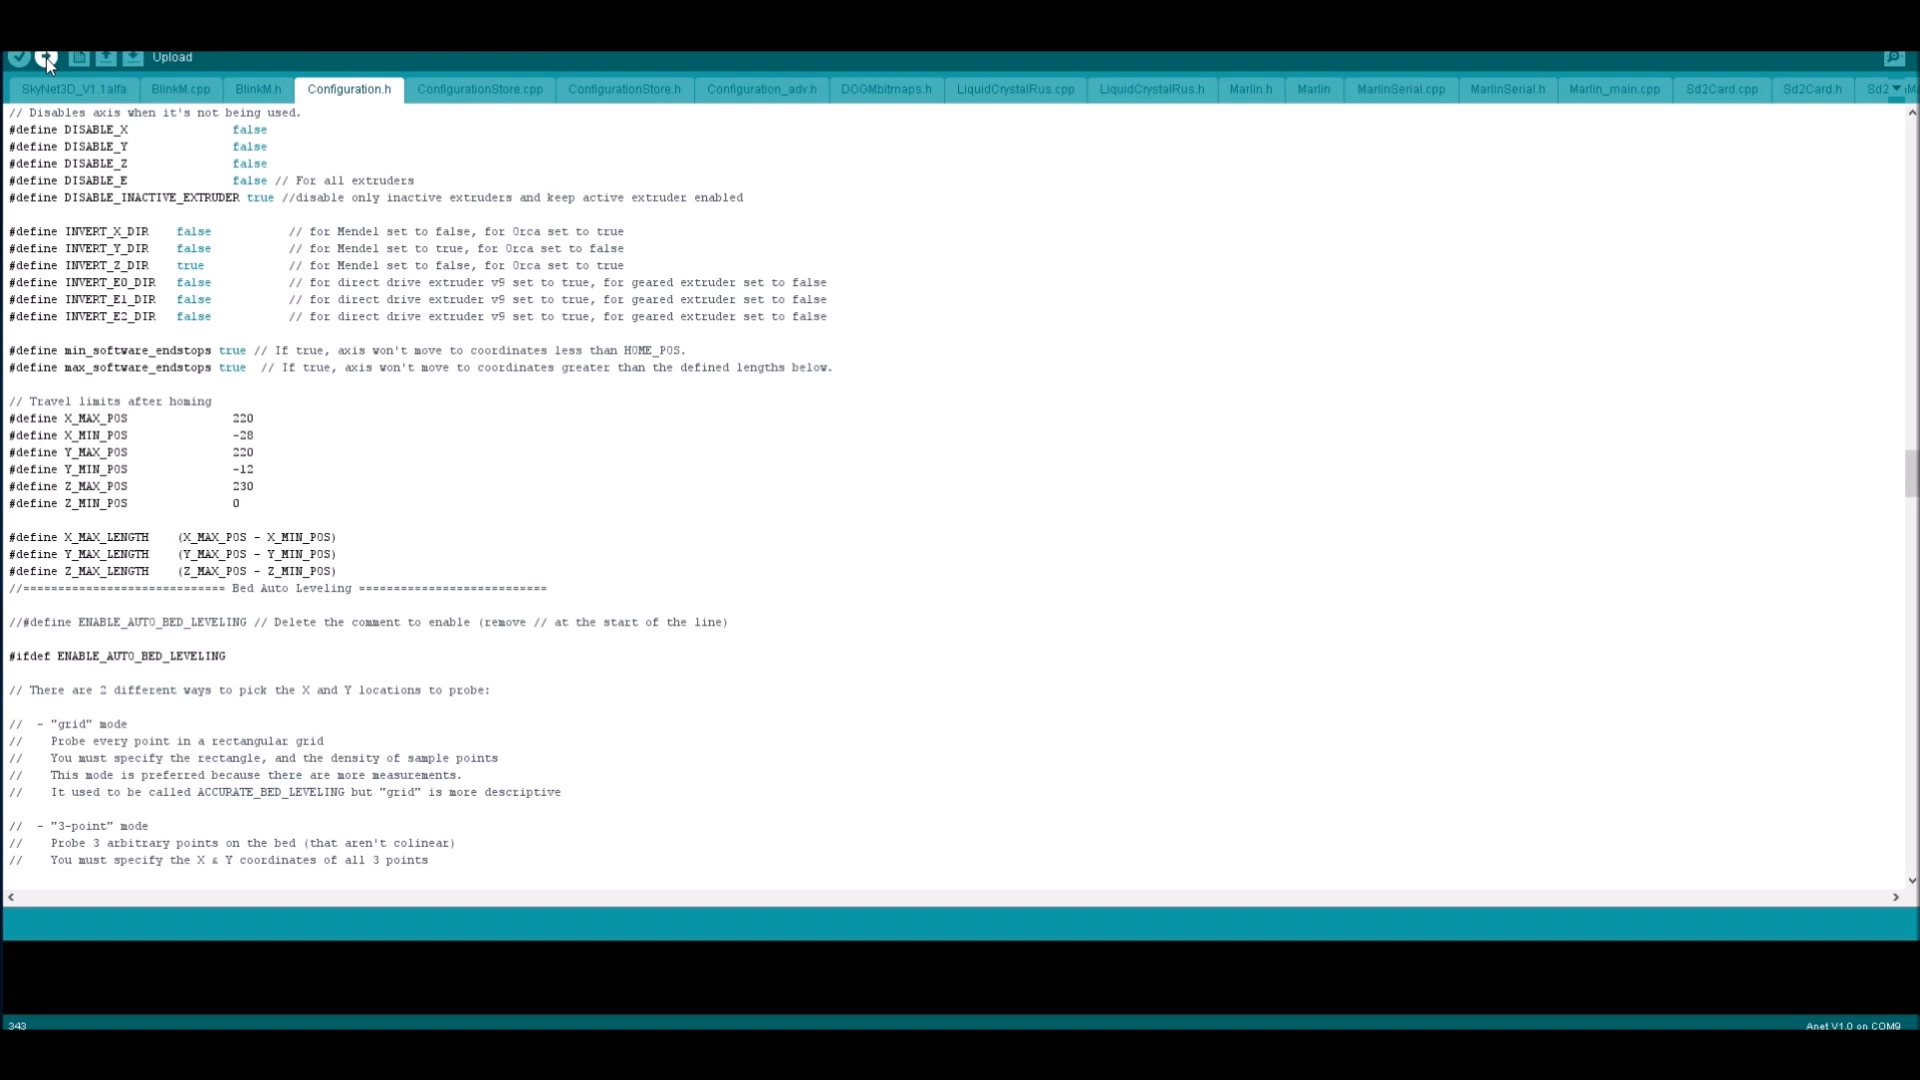 Upload
SkyNet3D_V1.1alfa BlinkM.cpp BlinkM.h Configuration.h ConfigurationStore.cpp ConfigurationStore.h Configuration_adv.h DOGMbitmaps.h LiquidCrystalRus.cpp LiquidCrystalRus.h Marlin.h Marlin MarlinSerial.cpp MarlinSerial.h Marlin_main.cpp Sd2Card.cpp Sd2Card.h Sd2
// Disables axis when it's not being used.
#define DISABLE_X false
#define DISABLE_Y false
#define DISABLE_Z false
#define DISABLE_E false // For all extruders
#define DISABLE_INACTIVE_EXTRUDER true //disable only inactive extruders and keep active extruder enabled
#define INVERT_X_DIR false // for Mendel set to false, for Orca set to true
#define INVERT_Y_DIR false // for Mendel set to true, for Orca set to false
#define INVERT_Z_DIR true // for Mendel set to false, for Orca set to true
#define INVERT_E0_DIR false // for direct drive extruder v9 set to true, for geared extruder set to false
#define INVERT_E1_DIR false // for direct drive extruder v9 set to true, for geared extruder set to false
#define INVERT_E2_DIR false // for direct drive extruder v9 set to true, for geared extruder set to false
#define min_software_endstops true // If true, axis won't move to coordinates less than HOME_POS.
#define max_software_endstops true // If true, axis won't move to coordinates greater than the defined lengths below.
// Travel limits after homing
#define X_MAX_POS 220
#define X_MIN_POS -28
#define Y_MAX_POS 220
#define Y_MIN_POS -12
#define Z_MAX_POS 230
#define Z_MIN_POS 0
#define X_MAX_LENGTH (X_MAX_POS - X_MIN_POS)
#define Y_MAX_LENGTH (Y_MAX_POS - Y_MIN_POS)
#define Z_MAX_LENGTH (Z_MAX_POS - Z_MIN_POS)
//============================= Bed Auto Leveling ===========================
//#define ENABLE_AUTO_BED_LEVELING // Delete the comment to enable (remove // at the start of the line)
#ifdef ENABLE_AUTO_BED_LEVELING
// There are 2 different ways to pick the X and Y locations to probe:
// - "grid" mode
// Probe every point in a rectangular grid
// You must specify the rectangle, and the density of sample points
// This mode is preferred because there are more measurements.
// It used to be called ACCURATE_BED_LEVELING but "grid" is more descriptive
// - "3-point" mode
// Probe 3 arbitrary points on the bed (that aren't colinear)
// You must specify the X & Y coordinates of all 3 points
343
Anet V1.0 on COM9